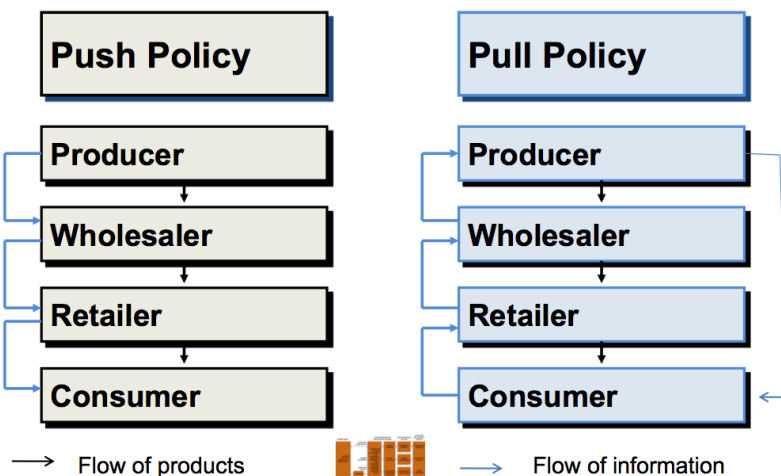 Push Policy
Pull Policy
Producer
Wholesaler
Retailer
Consumer
Producer
Wholesaler
Retailer
Consumer
Flow of products
Flow of information